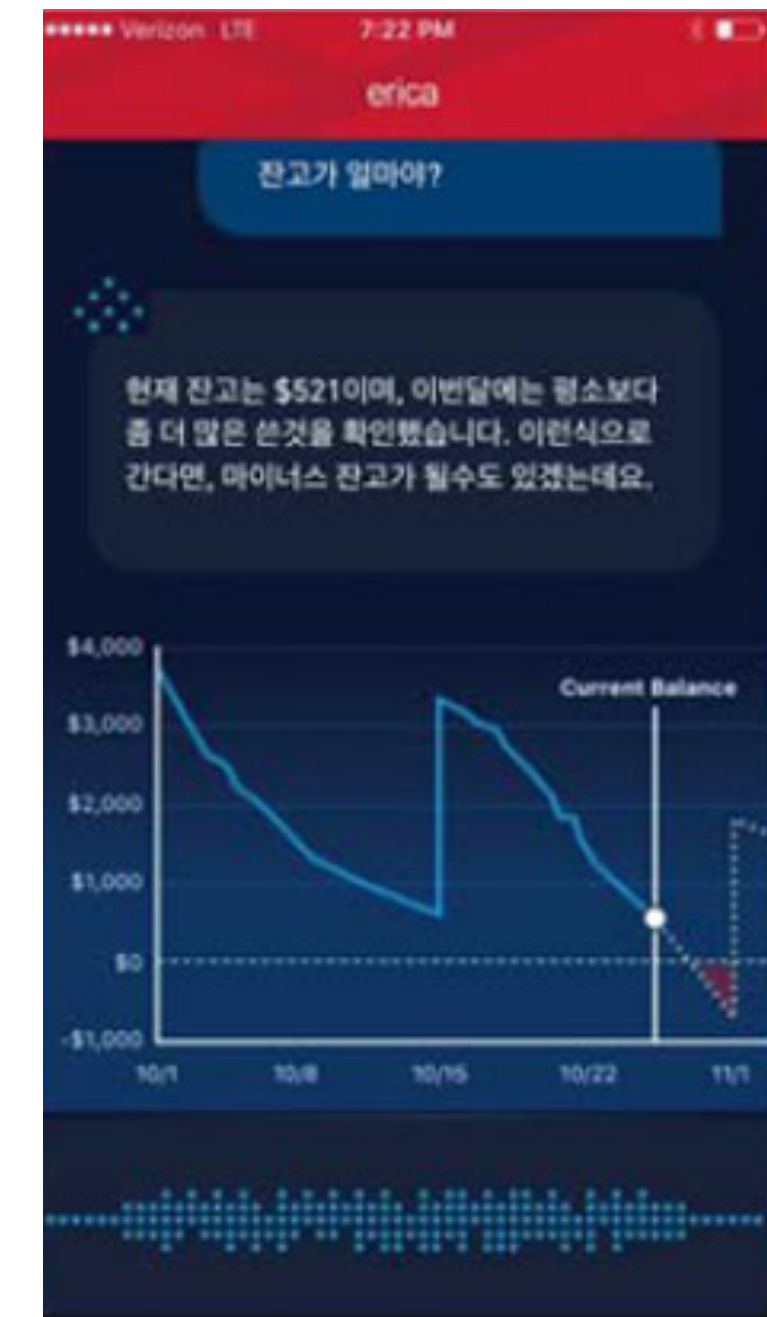 Verizon LTE 7:22 PM
erica
잔고가 얼마야?
현재 잔고는 $521이며, 이번달에는 평소보다
좀 더 많은 쓴것을 확인했습니다. 이런식으로
간다면, 마이너스 잔고가 될수도 있겠는데요.
$4,000
Current Balance
$3,000
$2,000
$1,000
$0
-$1,000
10/1 10/8 10/15 10/22 11/1